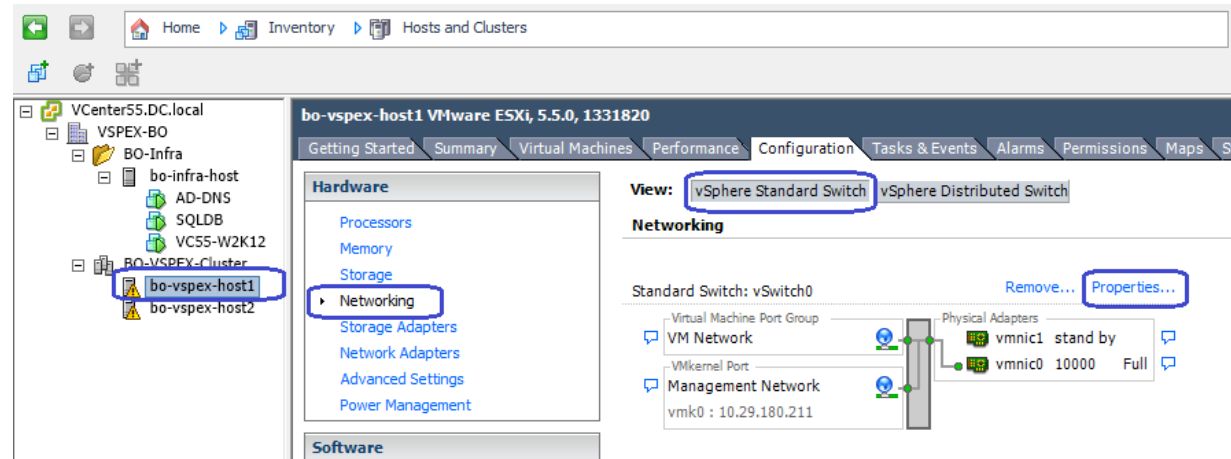 Home Inventory Hosts and Clusters
VCenter55.DC.local
VSPEX-BO
BO-Infra
bo-infra-host
AD-DNS
SQLDB
VC55-W2K12
BO-VSPEX-Cluster
bo-vspex-host1
bo-vspex-host2
bo-vspex-host1 VMware ESXi, 5.5.0, 1331820
Getting Started Summary Virtual Machines Performance Configuration Tasks & Events Alarms Permissions Maps S
Hardware
Processors
Memory
Storage
Networking
Storage Adapters
Network Adapters
Advanced Settings
Power Management
Software
View: vSphere Standard Switch vSphere Distributed Switch
Networking
Standard Switch: vSwitch0 Remove... Properties...
Virtual Machine Port Group
VM Network
VMkernel Port
Management Network
vmk0 : 10.29.180.211
Physical Adapters
vmnic1 stand by
vmnic0 10000 Full